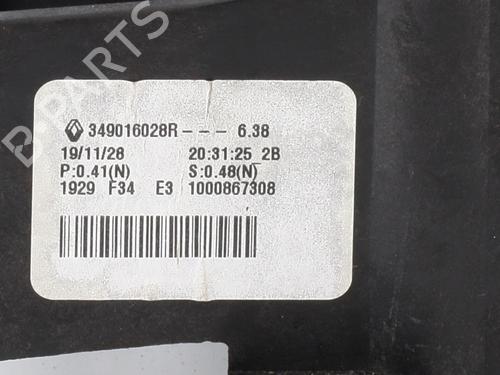 B-PARTS
349016028R--- 6.38
19/11/28 20:31:25_2B
P:0.41(N) S:0.48(N)
1929 F34 E3 1000867308